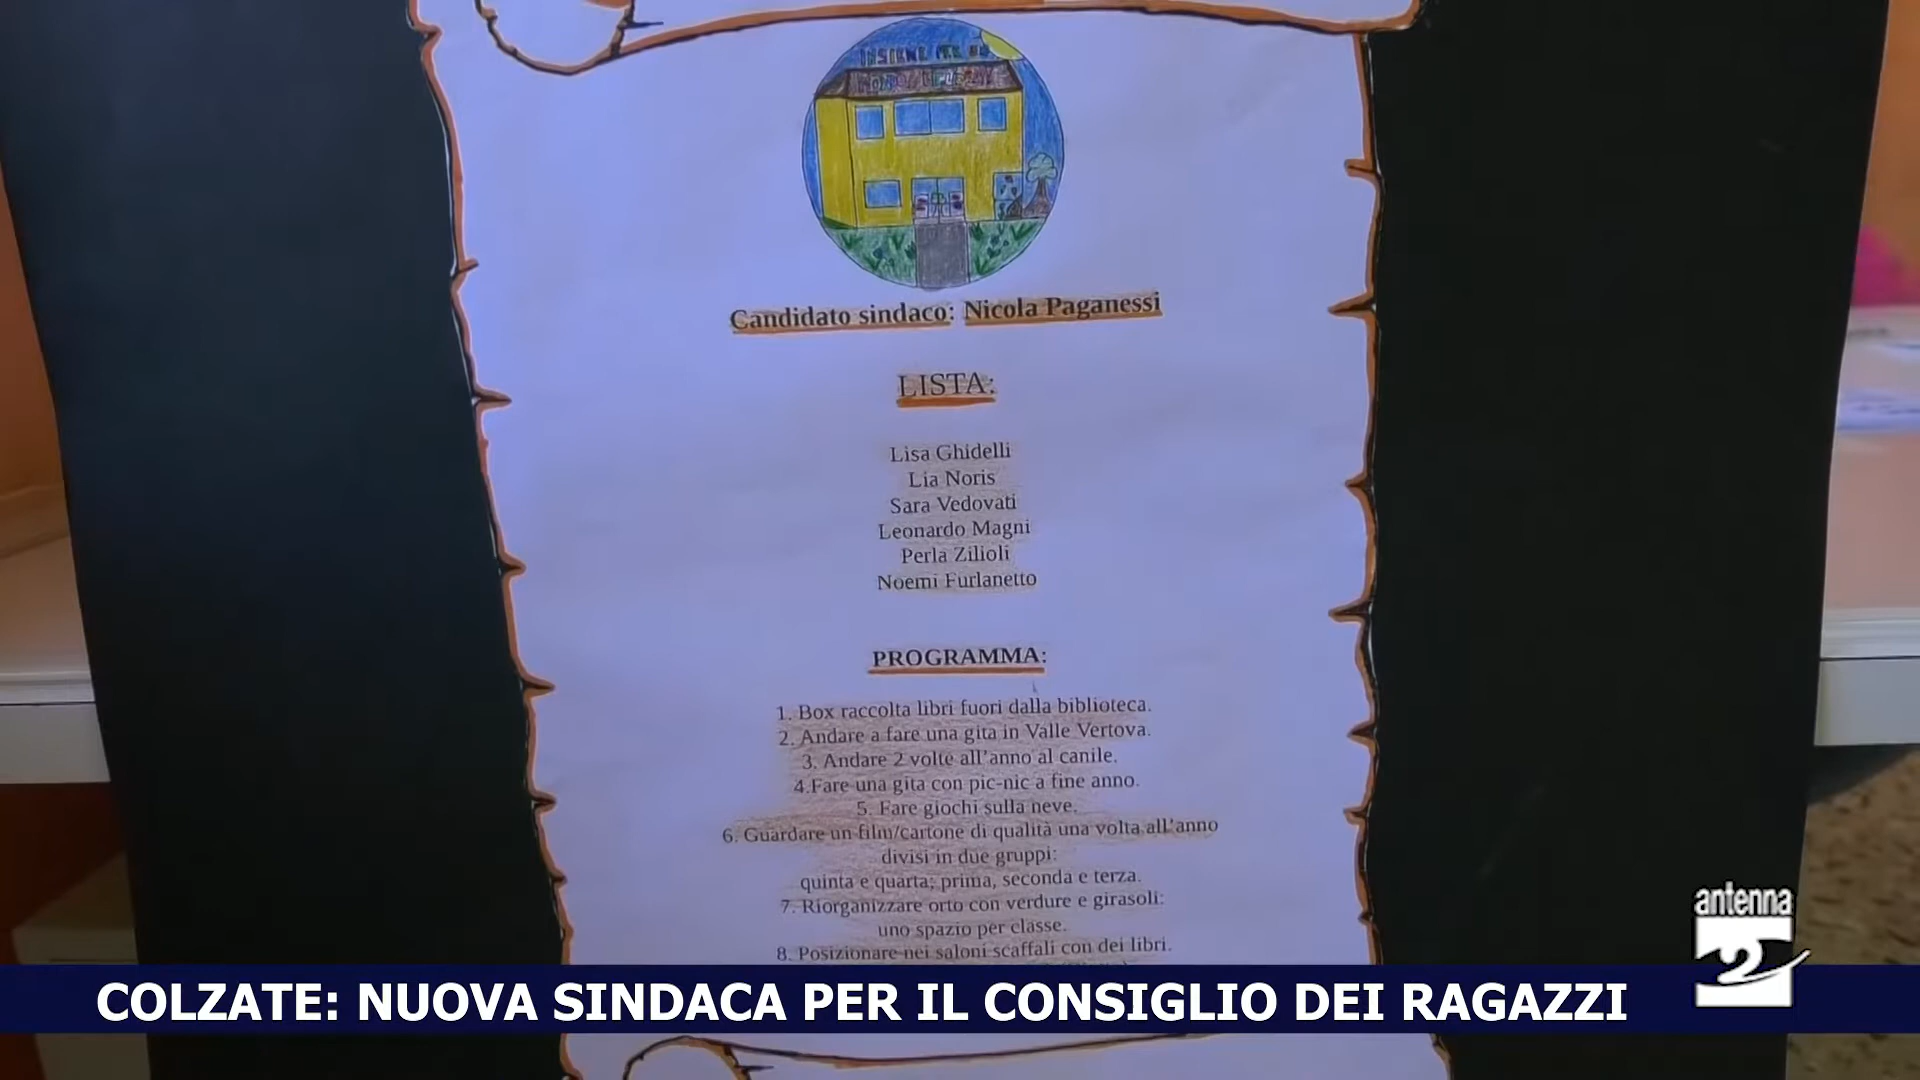 INSIEME PER UN
Candidato sindaco: Nicola Paganessi
LISTA:
Lisa Ghidelli
Lia Noris
Sara Vedovati
Leonardo Magni
Perla Zilioli
Noemi Furlanetto
PROGRAMMA:
1. Box raccolta libri fuori dalla biblioteca.
2. Andare a fare una gita in Valle Vertova.
3. Andare 2 volte all'anno al canile.
4.Fare una gita con pic-nic a fine anno.
5. Fare giochi sulla neve.
6. Guardare un film/cartone di qualità una volta all'anno
divisi in due gruppi:
quinta e quarta; prima, seconda e terza.
7. Riorganizzare orto con verdure e girasoli:
uno spazio per classe.
8. Posizionare nei saloni scaffali con dei libri.
antenna
2
COLZATE: NUOVA SINDACA PER IL CONSIGLIO DEI RAGAZZI